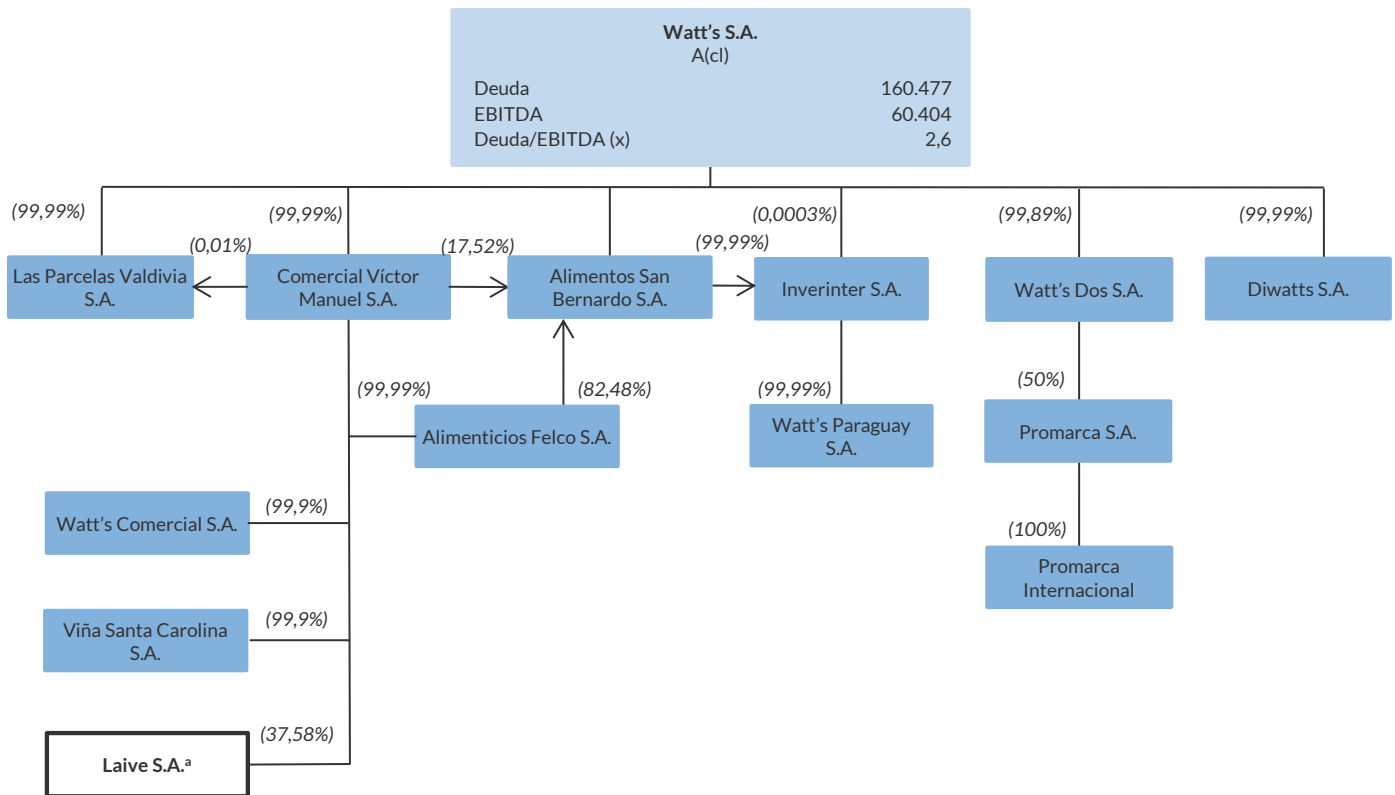 Watt's S.A.
A(cl)
Deuda 160.477
EBITDA 60.404
Deuda/EBITDA (x) 2,6
(99,99%)
(99,99%)
(0,0003%)
(99,89%)
(99,99%)
(0,01%)
(17,52%)
(99,99%)
Las Parcelas Valdivia
S.A.
Comercial Víctor
Manuel S.A.
Alimentos San
Bernardo S.A.
Inverinter S.A.
Watt's Dos S.A.
Diwatts S.A.
(99,99%)
(82,48%)
(99,99%)
(50%)
Alimenticios Felco S.A.
Watt's Paraguay
S.A.
Promarca S.A.
(99,9%)
Watt's Comercial S.A.
(100%)
Promarca
Internacional
(99,9%)
Viña Santa Carolina
S.A.
(37,58%)
Laive S.A.ª